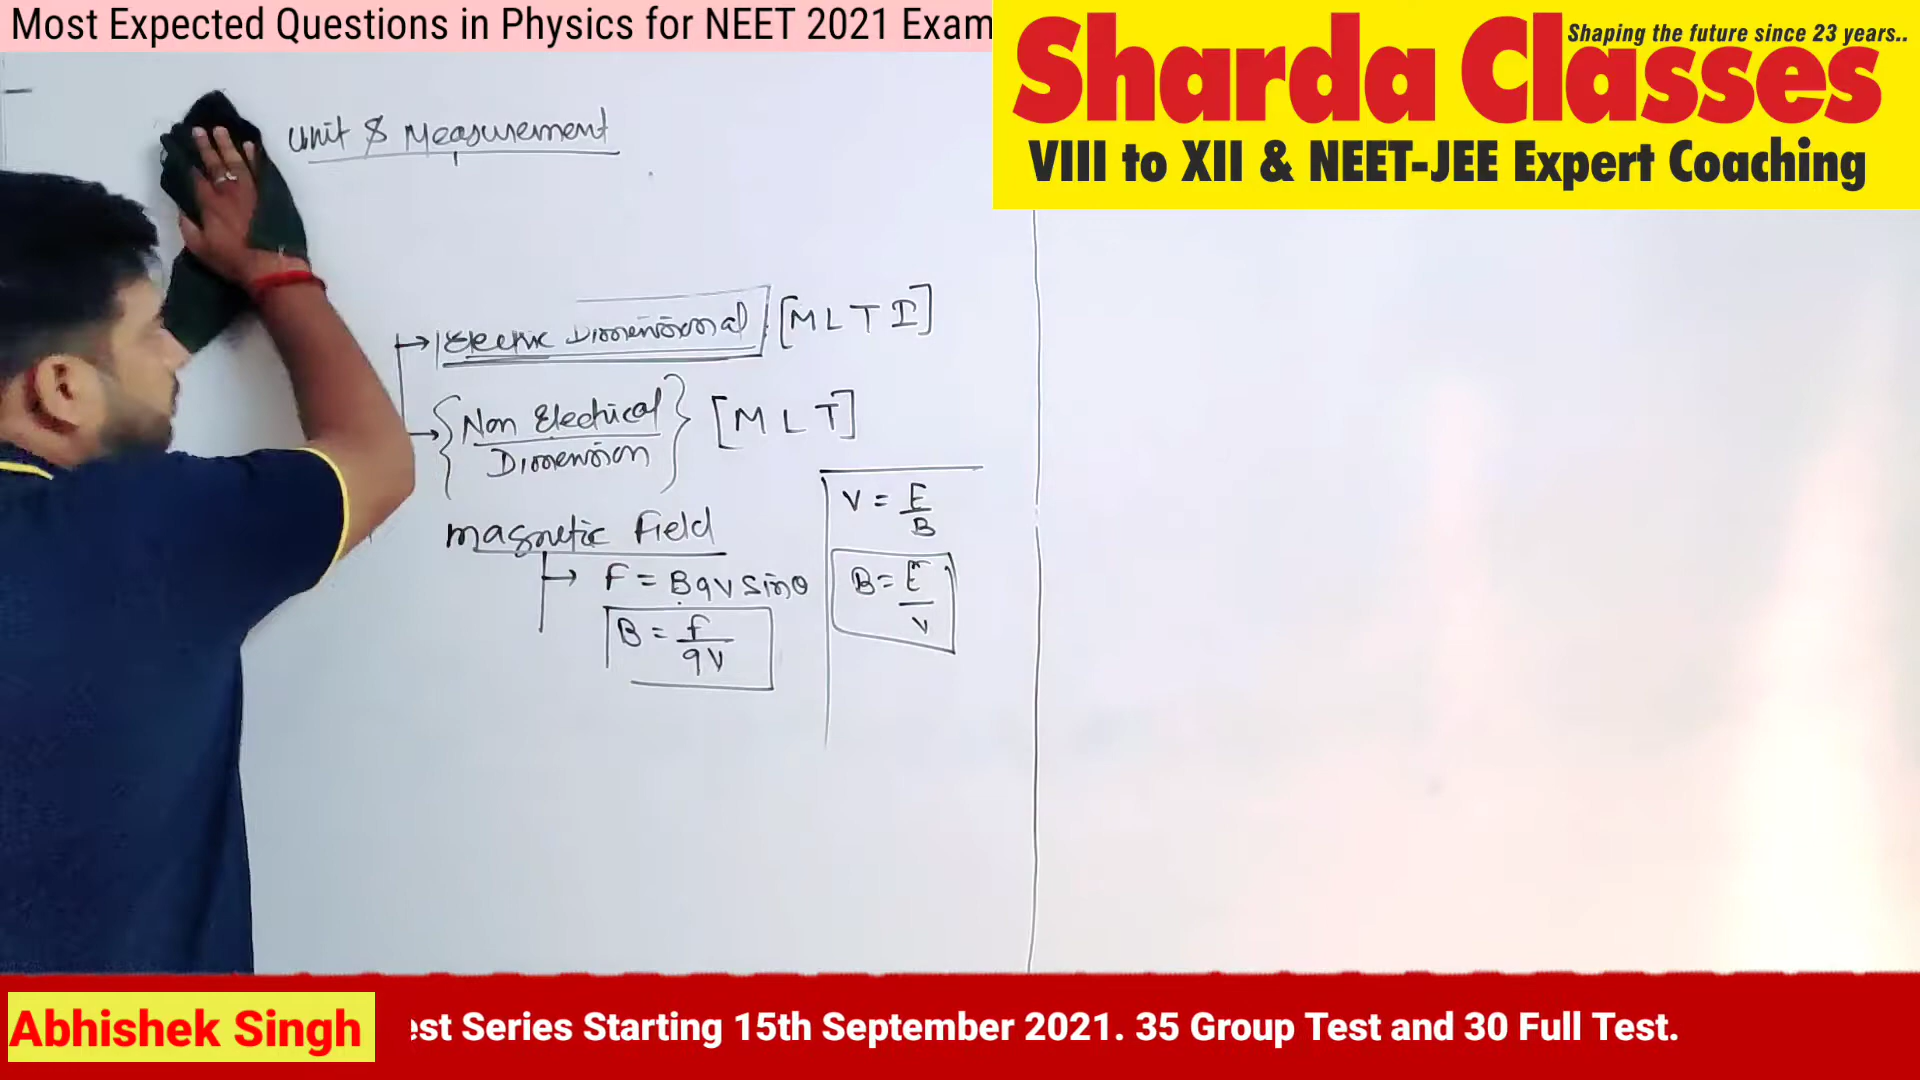 Most Expected Questions in Physics for NEET 2021 Exam
Shaping the future since 23 years..
Sharda Classes
VIII to XII & NEET-JEE Expert Coaching
Unit & Measurement
Electric Dimensional [M L T I]
Non Electrical
Dimension [M L T]
magnetic field
F = BqV sinθ
B = f/qV
V = E/B
B = E/V
Abhishek Singh
est Series Starting 15th September 2021. 35 Group Test and 30 Full Test.